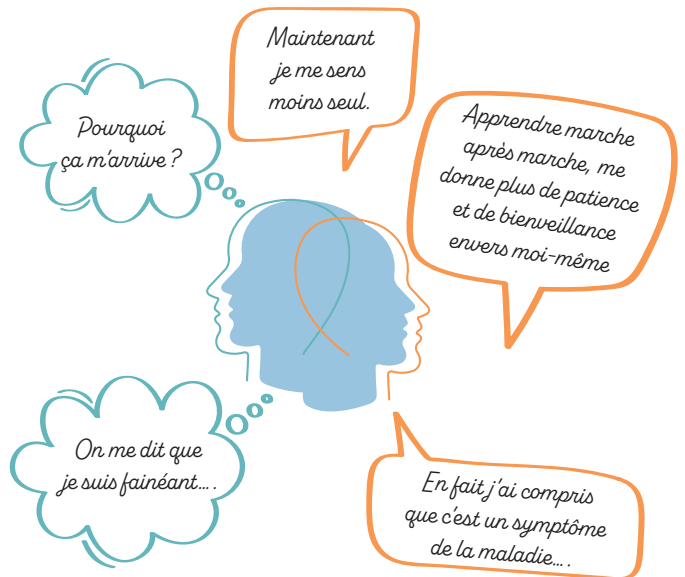 Maintenant
je me sens
moins seul.
Pourquoi
ça m'arrive ?
Apprendre marche
après marche, me
donne plus de patience
et de bienveillance
envers moi-même
On me dit que
je suis fainéant....
En fait j'ai compris
que c'est un symptôme
de la maladie....